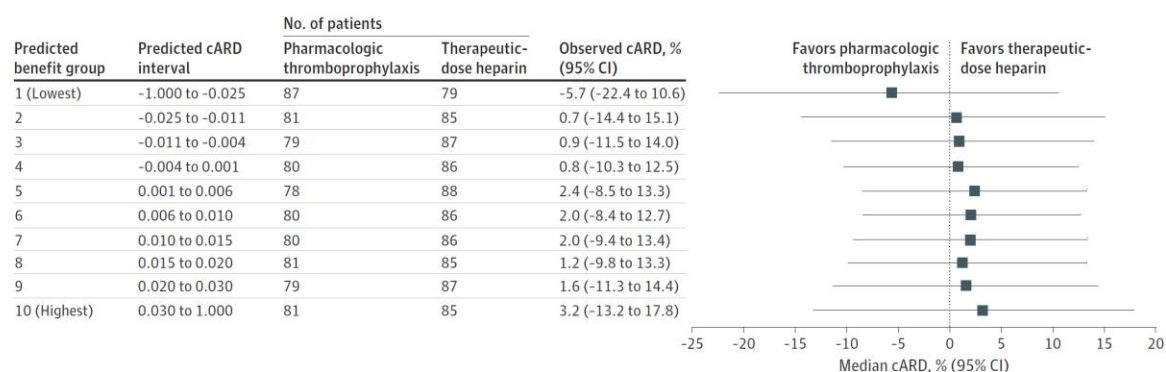 No. of patients
Predicted benefit group Predicted cARD interval Pharmacologic thromboprophylaxis Therapeutic-dose heparin Observed cARD, % (95% CI)
Favors pharmacologic thromboprophylaxis Favors therapeutic-dose heparin
1 (Lowest) -1.000 to -0.025 87 79 -5.7 (-22.4 to 10.6)
2 -0.025 to -0.011 81 85 0.7 (-14.4 to 15.1)
3 -0.011 to -0.004 79 87 0.9 (-11.5 to 14.0)
4 -0.004 to 0.001 80 86 0.8 (-10.3 to 12.5)
5 0.001 to 0.006 78 88 2.4 (-8.5 to 13.3)
6 0.006 to 0.010 80 86 2.0 (-8.4 to 12.7)
7 0.010 to 0.015 80 86 2.0 (-9.4 to 13.4)
8 0.015 to 0.020 81 85 1.2 (-9.8 to 13.3)
9 0.020 to 0.030 79 87 1.6 (-11.3 to 14.4)
10 (Highest) 0.030 to 1.000 81 85 3.2 (-13.2 to 17.8)
-25 -20 -15 -10 -5 0 5 10 15 20
Median cARD, % (95% CI)